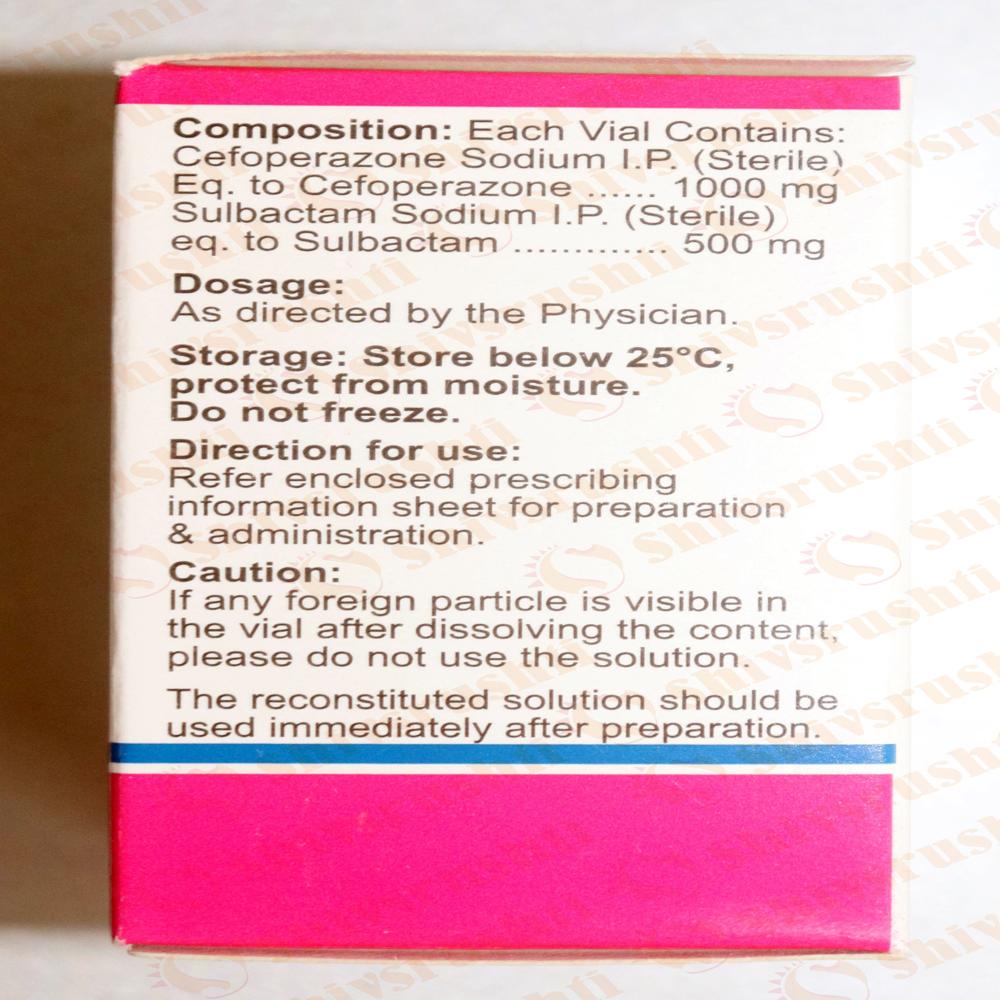 Composition: Each Vial Contains:
Cefoperazone Sodium I.P. (Sterile)
Eq. to Cefoperazone ...... 1000 mg
Sulbactam Sodium I.P. (Sterile)
eq. to Sulbactam ............. 500 mg
Dosage:
As directed by the Physician.
Storage: Store below 25°C,
protect from moisture.
Do not freeze.
Direction for use:
Refer enclosed prescribing
information sheet for preparation
& administration.
Caution:
If any foreign particle is visible in
the vial after dissolving the content,
please do not use the solution.
The reconstituted solution should be
used immediately after preparation.
Shivsrushti